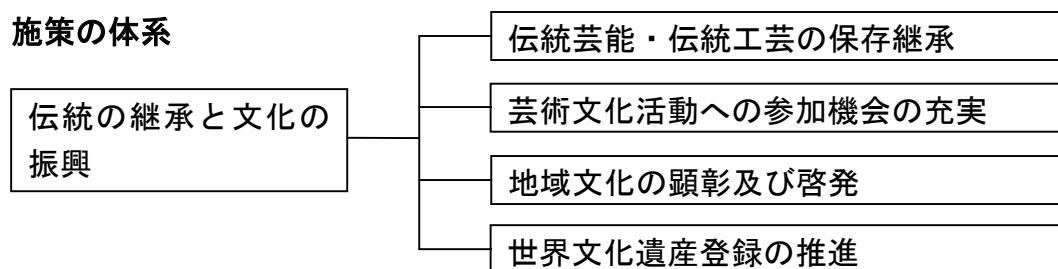 施策の体系
伝統の継承と文化の
振興
伝統芸能・伝統工芸の保存継承
芸術文化活動への参加機会の充実
地域文化の顕彰及び啓発
世界文化遺産登録の推進